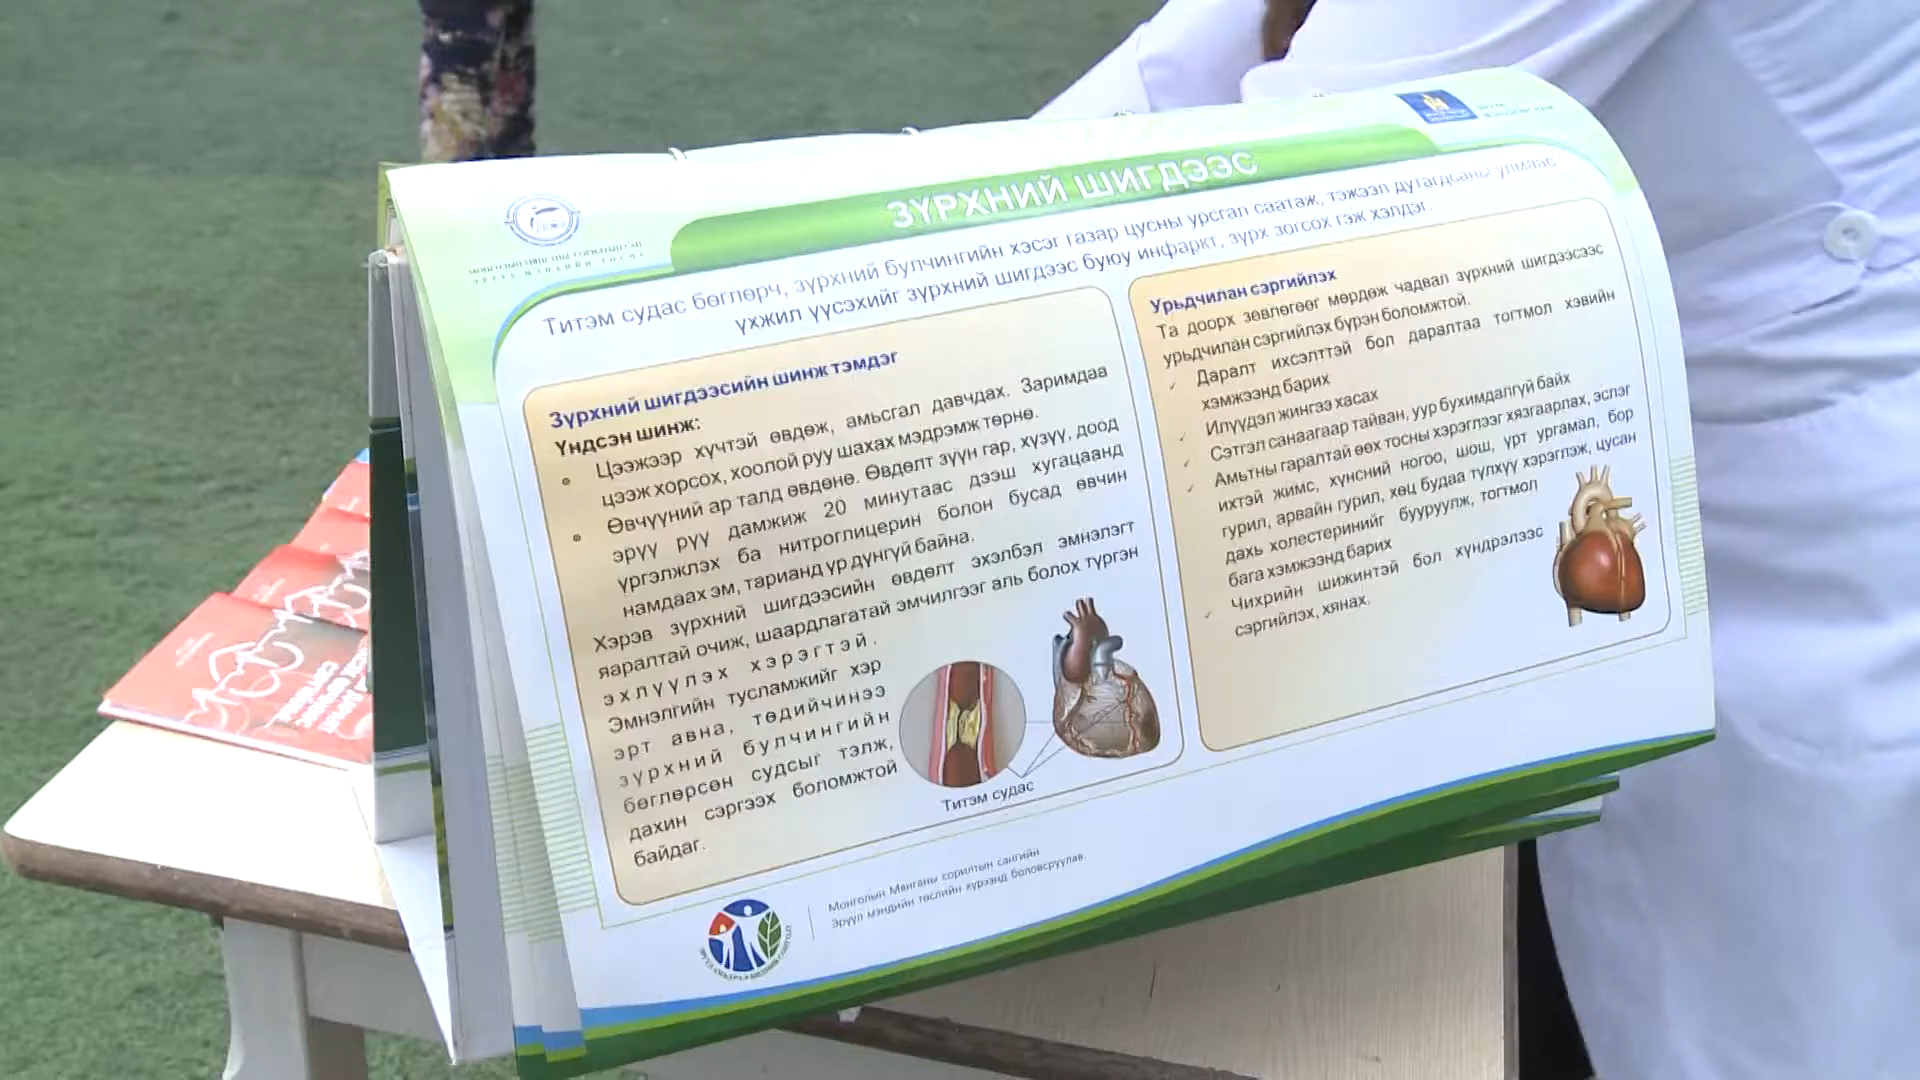 ЗҮРХНИЙ ШИГДЭЭС
Титэм судас бөглөрч, зүрхний булчингийн хэсэг газар цусны урсгал саатаж, тэжээл дутагдсаны улмаас
үхжил үүсэхийг зүрхний шигдээс буюу инфаркт, зүрх зогсох гэж хэлдэг.
Зүрхний шигдээсийн шинж тэмдэг
Үндсэн шинж:
• Цээжээр хүчтэй өвдөж, амьсгал давчдах. Заримдаа
цээж хорсох, хоолой руу шахах мэдрэмж төрнө.
• Өвчүүний ар талд өвдөнө. Өвдөлт зүүн гар, хүзүү, доод
эрүү рүү дамжиж 20 минутаас дээш хугацаанд
үргэлжлэх ба нитроглицерин болон бусад өвчин
намдаах эм, тарианд үр дүнгүй байна.
Хэрэв зүрхний шигдээсийн өвдөлт эхэлбэл эмнэлэгт
яаралтай очиж, шаардлагатай эмчилгээг аль болох түргэн
эхлүүлэх хэрэгтэй.
Эмнэлгийн тусламжийг хэр
эрт авна, төдийчинээ
зүрхний булчингийн
бөглөрсөн судсыг тэлж,
дахин сэргээх боломжтой
байдаг.
Титэм судас
Урьдчилан сэргийлэх
Та доорх зөвлөгөөг мөрдөж чадвал зүрхний шигдээсээс
урьдчилан сэргийлэх бүрэн боломжтой.
✓ Даралт ихсэлттэй бол даралтаа тогтмол хэвийн
хэмжээнд барих
✓ Илүүдэл жингээ хасах
✓ Сэтгэл санаагаар тайван, уур бухимдалгүй байх
✓ Амьтны гаралтай өөх тосны хэрэглээг хязгаарлах, эслэг
ихтэй жимс, хүнсний ногоо, шош, үрт ургамал, бор
гурил, арвайн гурил, хөц будаа түлхүү хэрэглэж, цусан
дахь холестеринийг бууруулж, тогтмол
бага хэмжээнд барих
✓ Чихрийн шижинтэй бол хүндрэлээс
сэргийлэх, хянах.
Монголын Мянганы сорилтын сангийн
Эрүүл мэндийн төслийн хүрээнд боловсруулав.